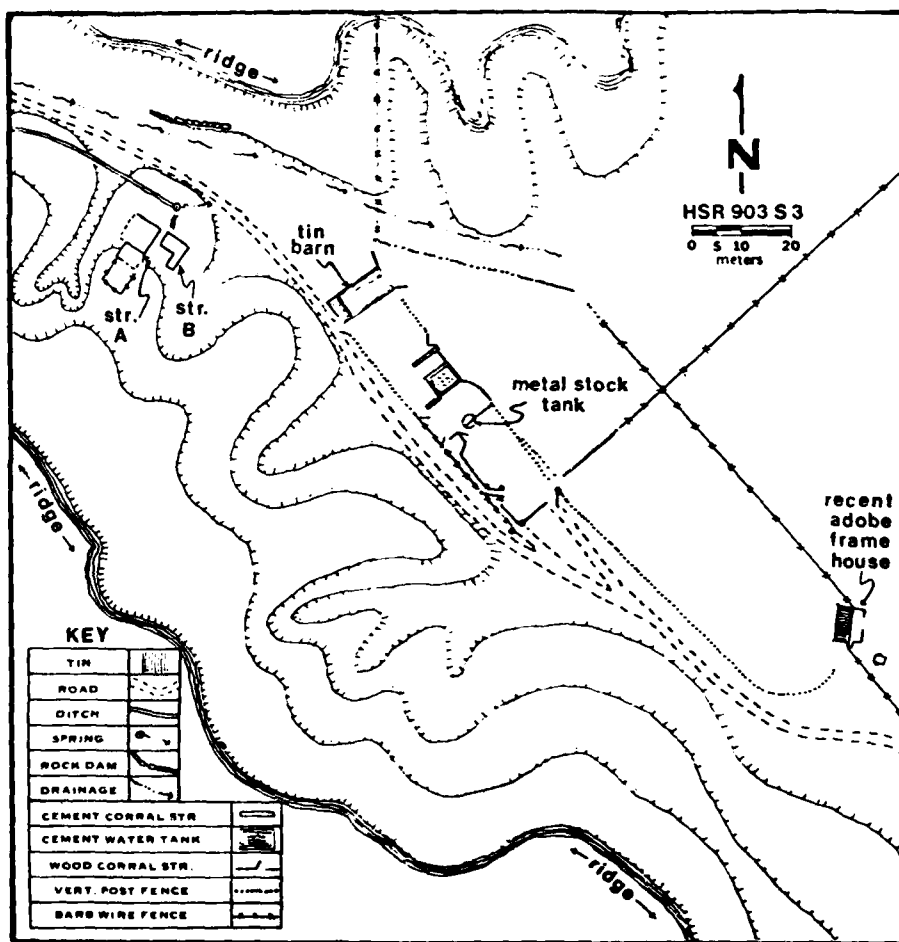 ridge
N
HSR 903 S 3
0 5 10 20
meters
tin
barn
str.
A
str.
B
metal stock
tank
recent
adobe
frame
house
ridge
ridge
KEY
TIN
ROAD
DITCH
SPRING
ROCK DAM
DRAINAGE
CEMENT CORRAL STR
CEMENT WATER TANK
WOOD CORRAL STR.
VERT. POST FENCE
BARB WIRE FENCE